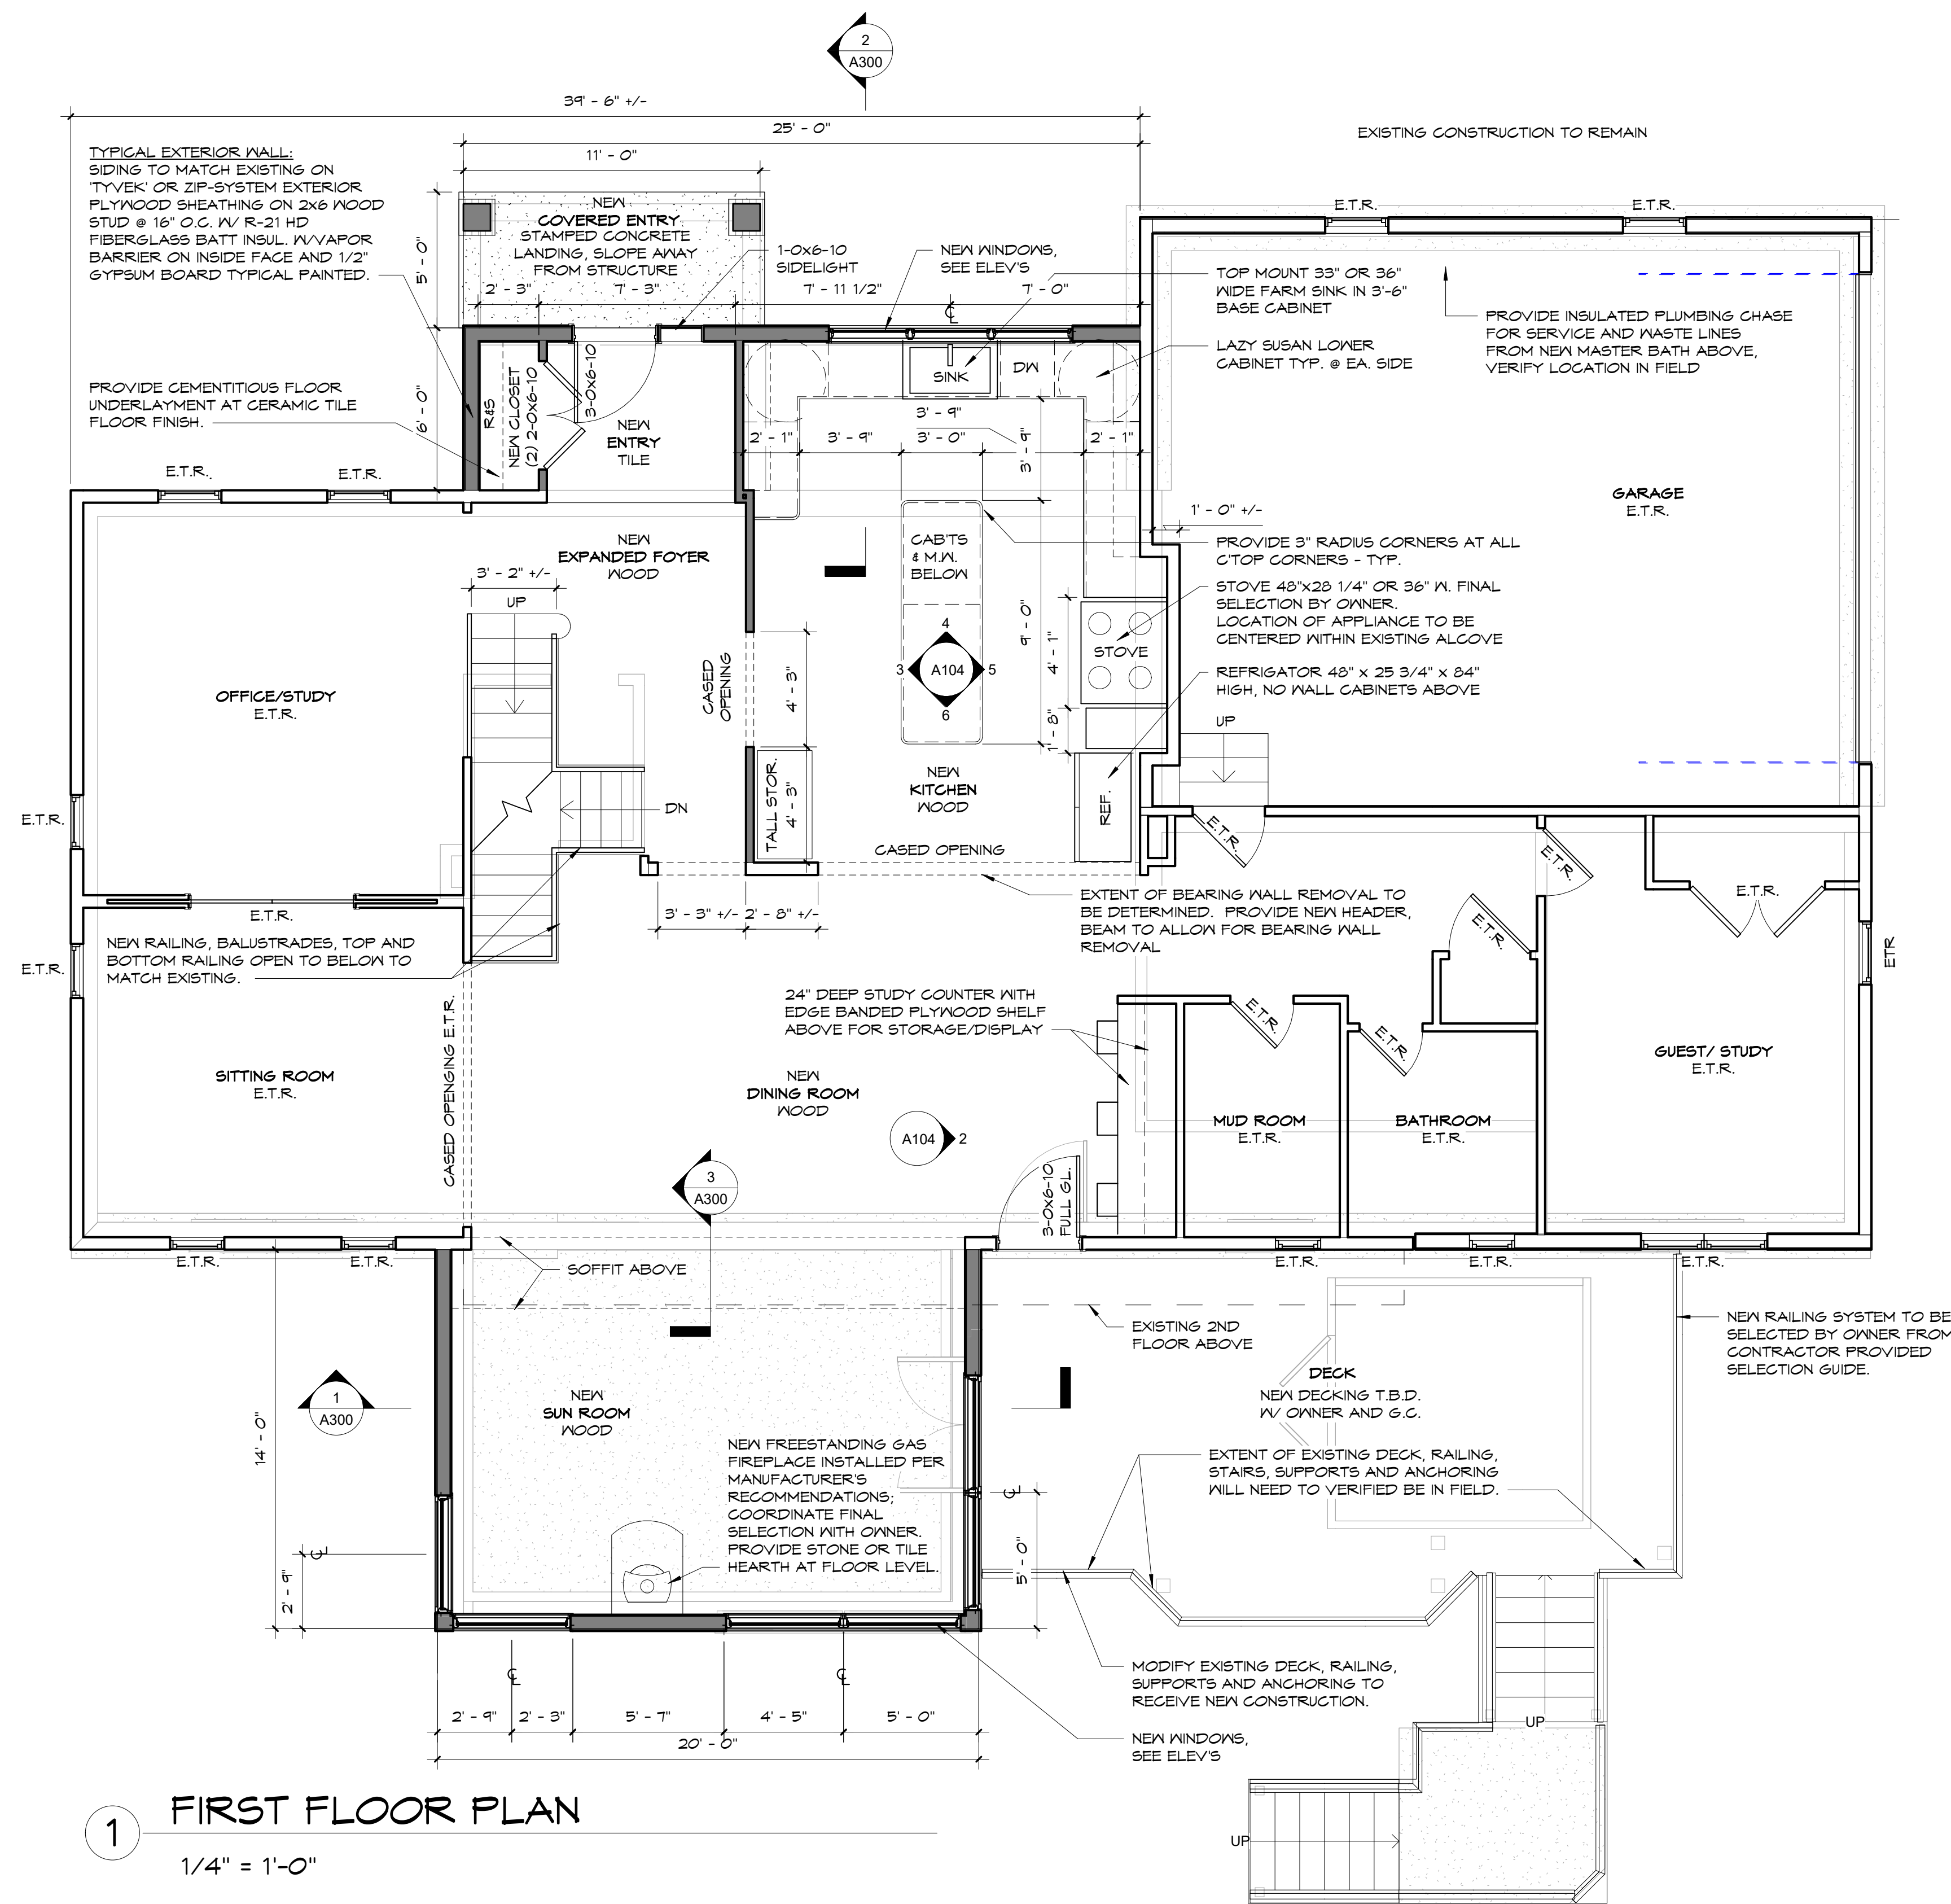 2
A300
39' - 6" +/-
25' - 0"
11' - 0"
EXISTING CONSTRUCTION TO REMAIN
TYPICAL EXTERIOR WALL:
SIDING TO MATCH EXISTING ON
'TYVEK' OR ZIP-SYSTEM EXTERIOR
PLYWOOD SHEATHING ON 2x6 WOOD
STUD @ 16" O.C. W/ R-21 HD
FIBERGLASS BATT INSUL. W/VAPOR
BARRIER ON INSIDE FACE AND 1/2"
GYPSUM BOARD TYPICAL PAINTED.
5' - 0"
NEW
COVERED ENTRY
STAMPED CONCRETE
LANDING, SLOPE AWAY
FROM STRUCTURE
1-0x6-10
SIDELIGHT
NEW WINDOWS,
SEE ELEV'S
2' - 3"
7' - 3"
7' - 11 1/2"
7' - 0"
℄
E.T.R.
E.T.R.
TOP MOUNT 33" OR 36"
WIDE FARM SINK IN 3'-6"
BASE CABINET
PROVIDE INSULATED PLUMBING CHASE
FOR SERVICE AND WASTE LINES
FROM NEW MASTER BATH ABOVE,
VERIFY LOCATION IN FIELD
LAZY SUSAN LOWER
CABINET TYP. @ EA. SIDE
PROVIDE CEMENTITIOUS FLOOR
UNDERLAYMENT AT CERAMIC TILE
FLOOR FINISH.
6' - 0"
R&S
NEW CLOSET
(2) 2-0x6-10
3-0x6-10
NEW
ENTRY
TILE
SINK
DW
3' - 9"
2' - 1"
3' - 9"
3' - 0"
3' - 9"
2' - 1"
E.T.R.
E.T.R.
GARAGE
E.T.R.
1' - 0" +/-
NEW
EXPANDED FOYER
WOOD
3' - 2" +/-
UP
CAB'TS
& M.W.
BELOW
PROVIDE 3" RADIUS CORNERS AT ALL
C'TOP CORNERS - TYP.
STOVE 48"x28 1/4" OR 36" W. FINAL
SELECTION BY OWNER.
LOCATION OF APPLIANCE TO BE
CENTERED WITHIN EXISTING ALCOVE
9' - 0"
4' - 1"
STOVE
4
3
A104
5
6
REFRIGATOR 48" x 25 3/4" x 84"
HIGH, NO WALL CABINETS ABOVE
CASED
OPENING
4' - 3"
1' - 8"
UP
OFFICE/STUDY
E.T.R.
TALL STOR.
4' - 3"
NEW
KITCHEN
WOOD
REF.
DN
E.T.R.
CASED OPENING
E.T.R.
E.T.R.
E.T.R.
EXTENT OF BEARING WALL REMOVAL TO
BE DETERMINED. PROVIDE NEW HEADER,
BEAM TO ALLOW FOR BEARING WALL
REMOVAL
E.T.R.
3' - 3" +/-
2' - 8" +/-
NEW RAILING, BALUSTRADES, TOP AND
BOTTOM RAILING OPEN TO BELOW TO
MATCH EXISTING.
E.T.R.
E.T.R.
ETR
24" DEEP STUDY COUNTER WITH
EDGE BANDED PLYWOOD SHELF
ABOVE FOR STORAGE/DISPLAY
E.T.R.
E.T.R.
CASED OPENGING E.T.R.
SITTING ROOM
E.T.R.
NEW
DINING ROOM
WOOD
A104
2
MUD ROOM
E.T.R.
BATHROOM
E.T.R.
GUEST/ STUDY
E.T.R.
3
A300
3-0x6-10
FULL GL.
E.T.R.
E.T.R.
SOFFIT ABOVE
E.T.R.
E.T.R.
E.T.R.
EXISTING 2ND
FLOOR ABOVE
NEW RAILING SYSTEM TO BE
SELECTED BY OWNER FROM
CONTRACTOR PROVIDED
SELECTION GUIDE.
1
A300
14' - 0"
NEW
SUN ROOM
WOOD
DECK
NEW DECKING T.B.D.
W/ OWNER AND G.C.
NEW FREESTANDING GAS
FIREPLACE INSTALLED PER
MANUFACTURER'S
RECOMMENDATIONS;
COORDINATE FINAL
SELECTION WITH OWNER.
PROVIDE STONE OR TILE
HEARTH AT FLOOR LEVEL.
EXTENT OF EXISTING DECK, RAILING,
STAIRS, SUPPORTS AND ANCHORING
WILL NEED TO VERIFIED BE IN FIELD.
℄
℄
2' - 9"
5' - 0"
MODIFY EXISTING DECK, RAILING,
SUPPORTS AND ANCHORING TO
RECEIVE NEW CONSTRUCTION.
℄
℄
2' - 9"
2' - 3"
5' - 7"
4' - 5"
5' - 0"
20' - 0"
NEW WINDOWS,
SEE ELEV'S
UP
UP
1
FIRST FLOOR PLAN
1/4" = 1'-0"